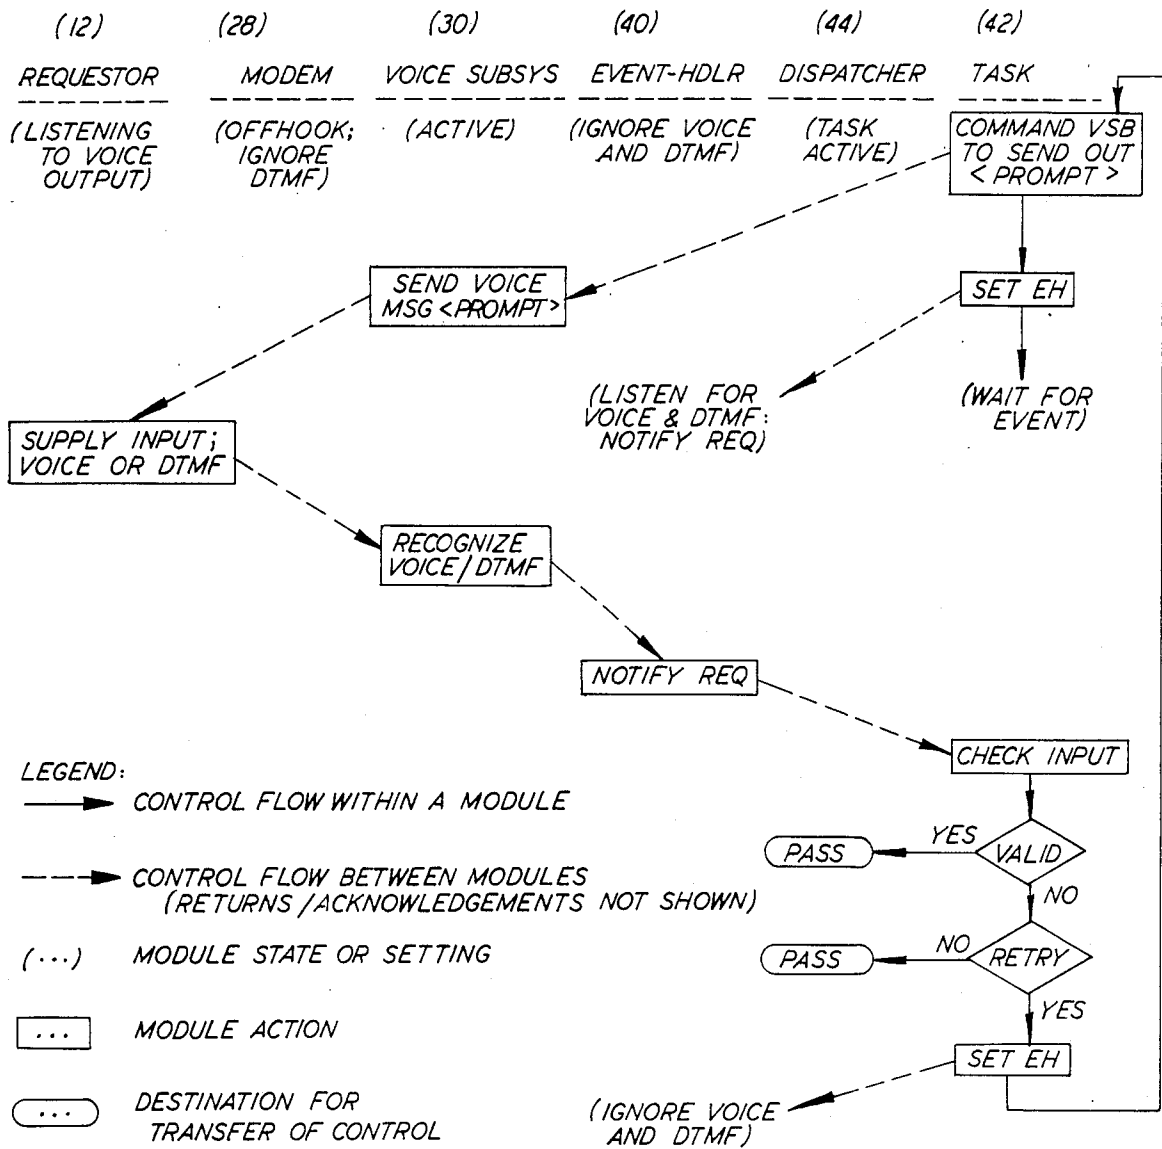 (12) (28) (30) (40) (44) (42)
REQUESTOR MODEM VOICE SUBSYS EVENT-HDLR DISPATCHER TASK
(LISTENING
TO VOICE
OUTPUT)
(OFFHOOK;
IGNORE
DTMF)
(ACTIVE)
(IGNORE VOICE
AND DTMF)
(TASK
ACTIVE)
COMMAND VSB
TO SEND OUT
<PROMPT>
SEND VOICE
MSG <PROMPT>
SET EH
(LISTEN FOR
VOICE & DTMF:
NOTIFY REQ)
(WAIT FOR
EVENT)
SUPPLY INPUT;
VOICE OR DTMF
RECOGNIZE
VOICE/DTMF
NOTIFY REQ
CHECK INPUT
VALID
YES
PASS
NO
RETRY
NO
PASS
YES
SET EH
(IGNORE VOICE
AND DTMF)
LEGEND:
CONTROL FLOW WITHIN A MODULE
CONTROL FLOW BETWEEN MODULES
(RETURNS/ACKNOWLEDGEMENTS NOT SHOWN)
(...) MODULE STATE OR SETTING
... MODULE ACTION
... DESTINATION FOR
TRANSFER OF CONTROL